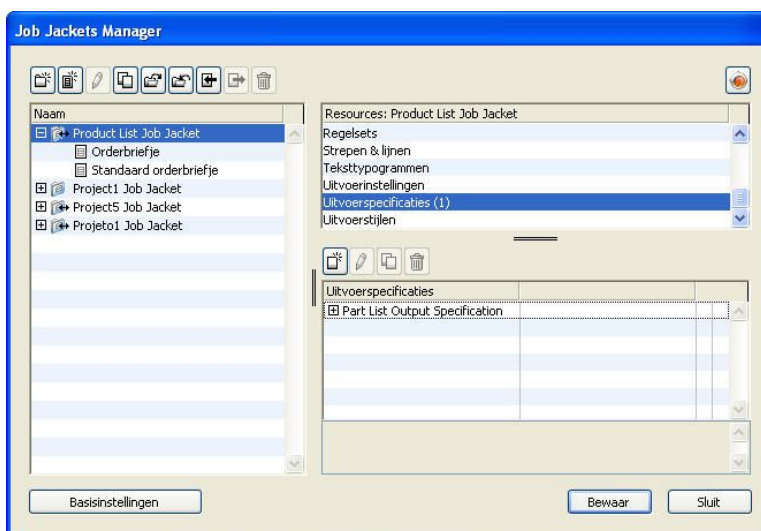 Job Jackets Manager
Naam
Product List Job Jacket
Orderbriefje
Standaard orderbriefje
Project1 Job Jacket
Project5 Job Jacket
Projeto1 Job Jacket
Resources: Product List Job Jacket
Regelsets
Strepen & lijnen
Teksttypogrammen
Uitvoerinstellingen
Uitvoerspecificaties (1)
Uitvoerstijlen
Uitvoerspecificaties
Part List Output Specification
Basisinstellingen
Bewaar
Sluit